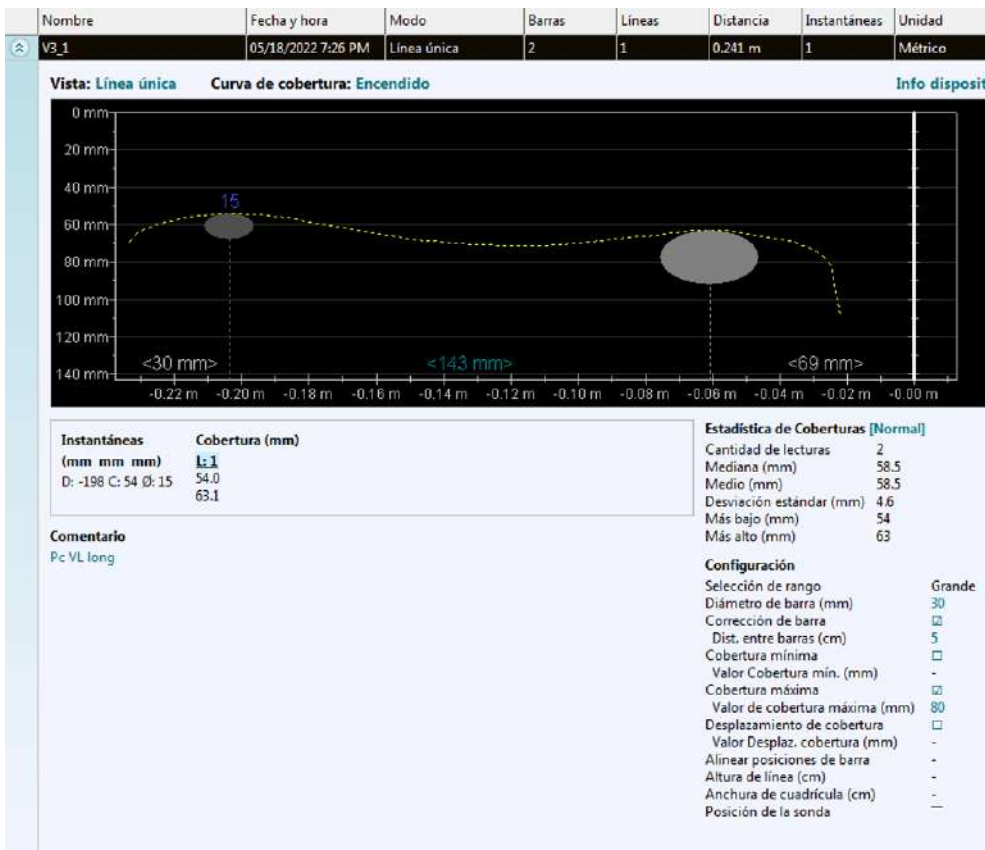 Nombre Fecha y hora Modo Barras Líneas Distancia Instantáneas Unidad
V3_1 05/18/2022 7:26 PM Línea única 2 1 0.241 m 1 Métrico
Vista: Línea única Curva de cobertura: Encendido Info disposit
0 mm
20 mm
40 mm
15
60 mm
80 mm
100 mm
120 mm
<30 mm> <143 mm> <69 mm>
140 mm
-0.22 m -0.20 m -0.18 m -0.16 m -0.14 m -0.12 m -0.10 m -0.08 m -0.06 m -0.04 m -0.02 m -0.00 m
Instantáneas Cobertura (mm)
(mm mm mm) L: 1
D: -198 C: 54 Ø: 15 54.0
63.1
Comentario
Pc VL long
Estadística de Coberturas [Normal]
Cantidad de lecturas 2
Mediana (mm) 58.5
Medio (mm) 58.5
Desviación estándar (mm) 4.6
Más bajo (mm) 54
Más alto (mm) 63
Configuración
Selección de rango Grande
Diámetro de barra (mm) 30
Corrección de barra ☑
Dist. entre barras (cm) 5
Cobertura mínima ☐
Valor Cobertura mín. (mm) -
Cobertura máxima ☑
Valor de cobertura máxima (mm) 80
Desplazamiento de cobertura ☐
Valor Desplaz. cobertura (mm) -
Alinear posiciones de barra -
Altura de línea (cm) -
Anchura de cuadrícula (cm) -
Posición de la sonda —